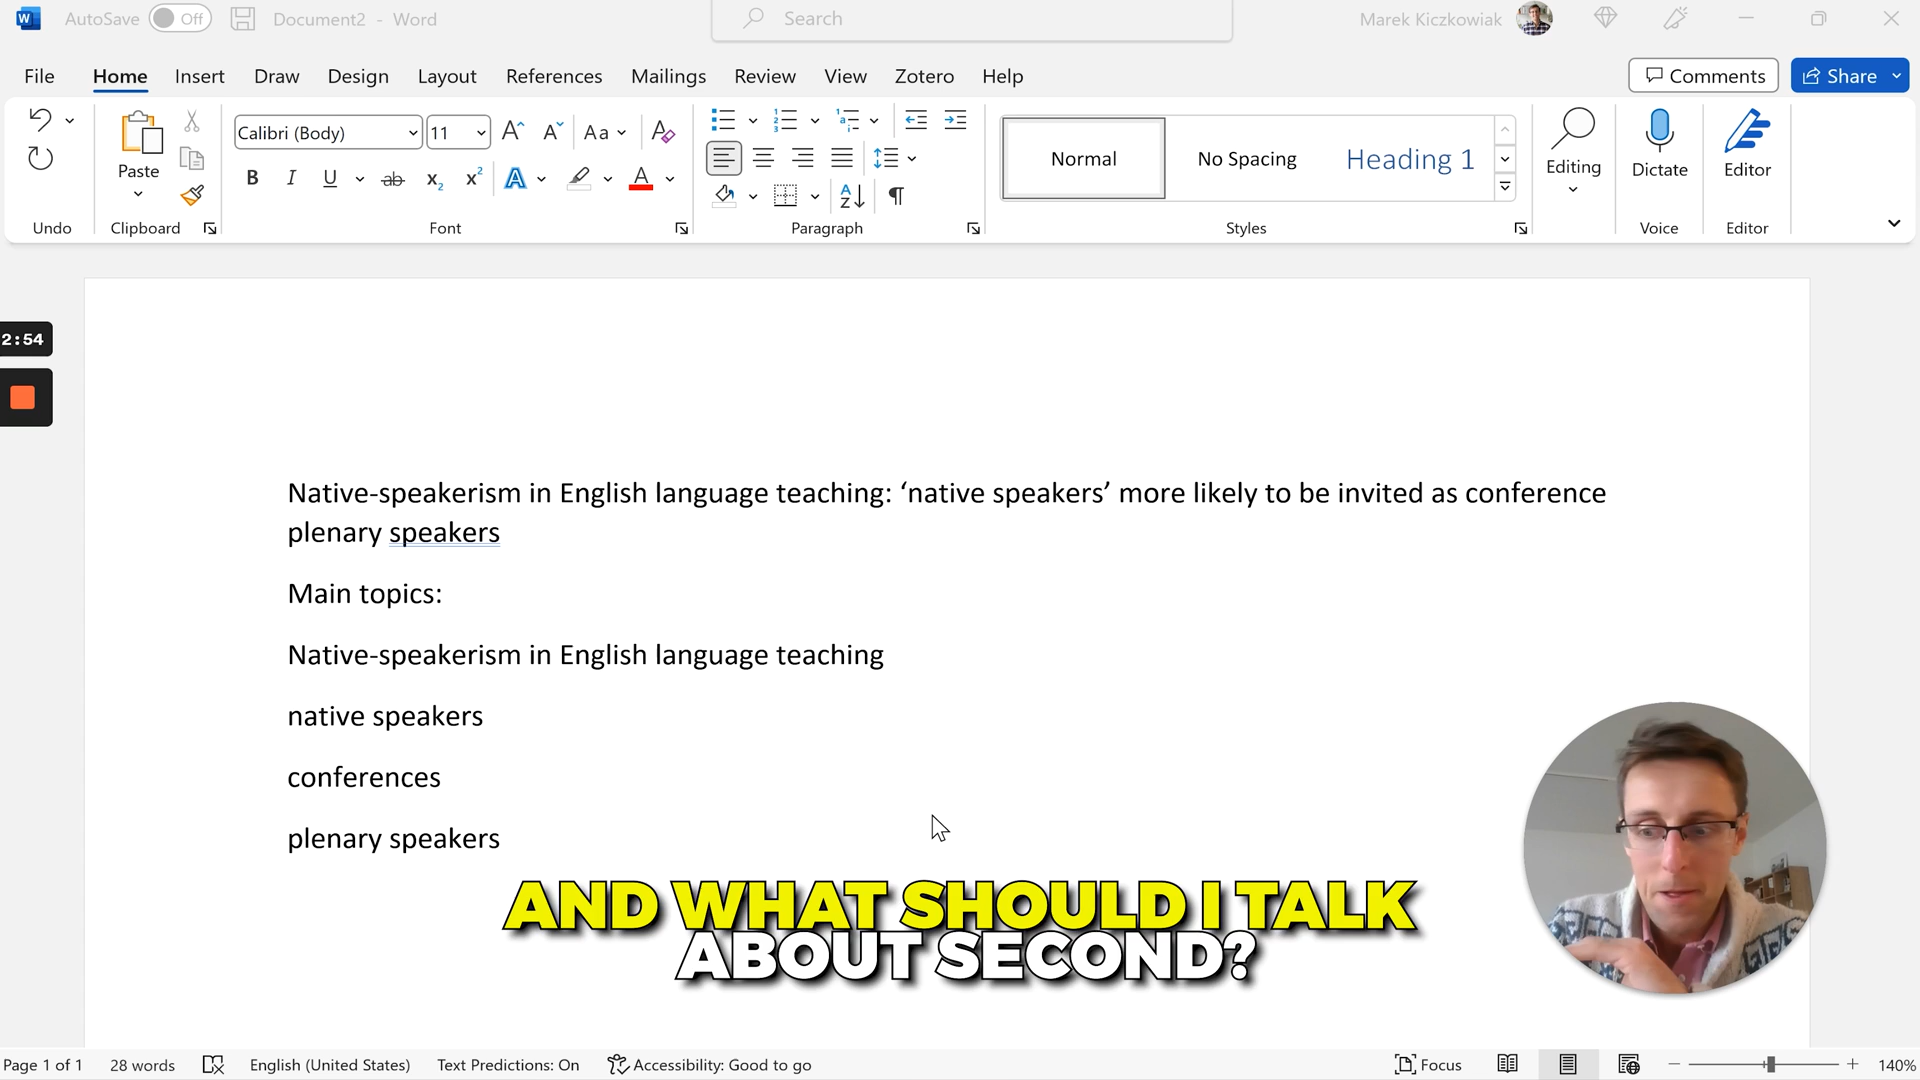 AutoSave Off Document2 - Word Search Marek Kiczkowiak
File Home Insert Draw Design Layout References Mailings Review View Zotero Help Comments Share
Calibri (Body) 11 Aa
Paste
Normal No Spacing Heading 1
Editing Dictate Editor
Undo Clipboard Font Paragraph Styles Voice Editor
2:54
Native-speakerism in English language teaching: ‘native speakers’ more likely to be invited as conference
plenary speakers
Main topics:
Native-speakerism in English language teaching
native speakers
conferences
plenary speakers
AND WHAT SHOULD I TALK
ABOUT SECOND?
Page 1 of 1 28 words English (United States) Text Predictions: On Accessibility: Good to go Focus 140%